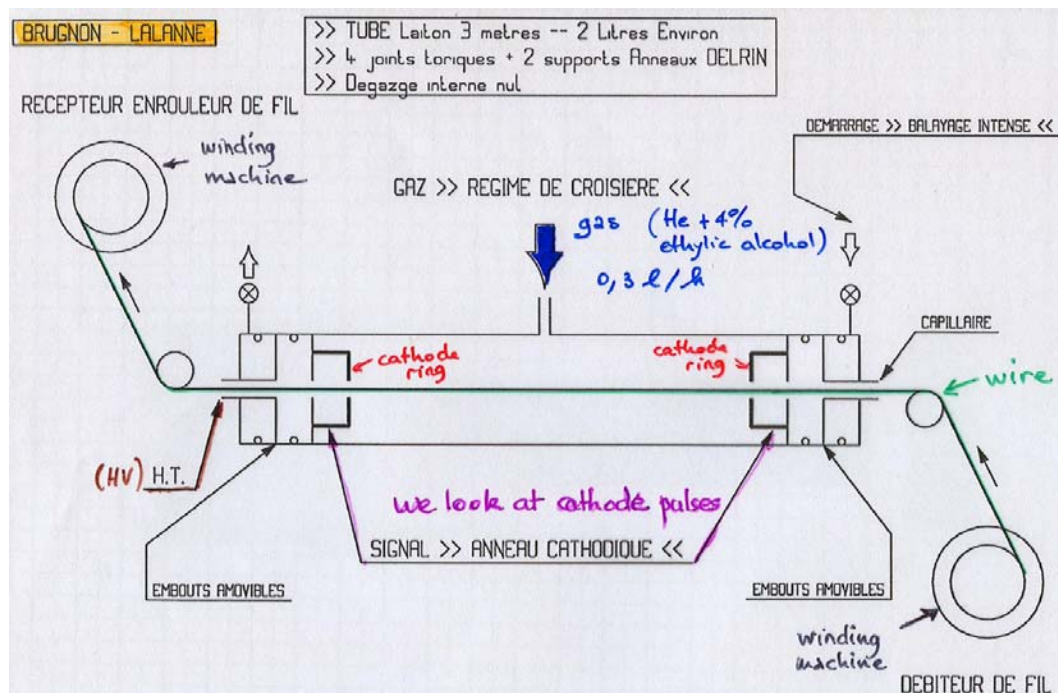 BRUGNON - LALANNE
>> TUBE Laiton 3 metres -- 2 Litres Environ
>> 4 joints toriques + 2 supports Anneaux DELRIN
>> Degazge interne nul
RECEPTEUR ENROULEUR DE FIL
winding
machine
DEMARRAGE >> BALAYAGE INTENSE <<
GAZ >> REGIME DE CROISIERE <<
gas (He + 4%
ethylic alcohol)
0,3 l/h
CAPILLAIRE
cathode
ring
cathode
ring
wire
(HV) H.T.
we look at cathode pulses
SIGNAL >> ANNEAU CATHODIQUE <<
EMBOUTS AMOVIBLES
EMBOUTS AMOVIBLES
winding
machine
DEBITEUR DE FIL